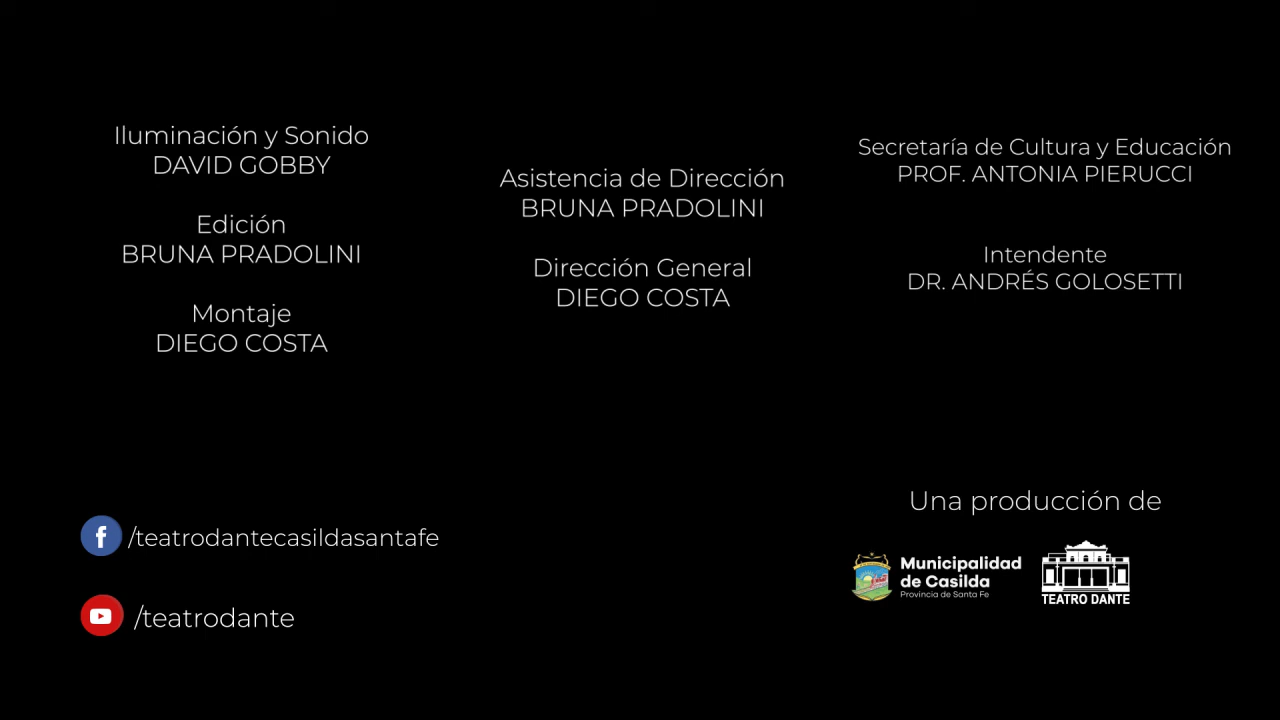 Iluminación y Sonido
DAVID GOBBY
Edición
BRUNA PRADOLINI
Montaje
DIEGO COSTA
Asistencia de Dirección
BRUNA PRADOLINI
Dirección General
DIEGO COSTA
Secretaría de Cultura y Educación
PROF. ANTONIA PIERUCCI
Intendente
DR. ANDRÉS GOLOSETTI
/teatrodantecasildasantafe
/teatrodante
Una producción de
Municipalidad
de Casilda
Provincia de Santa Fe
TEATRO DANTE